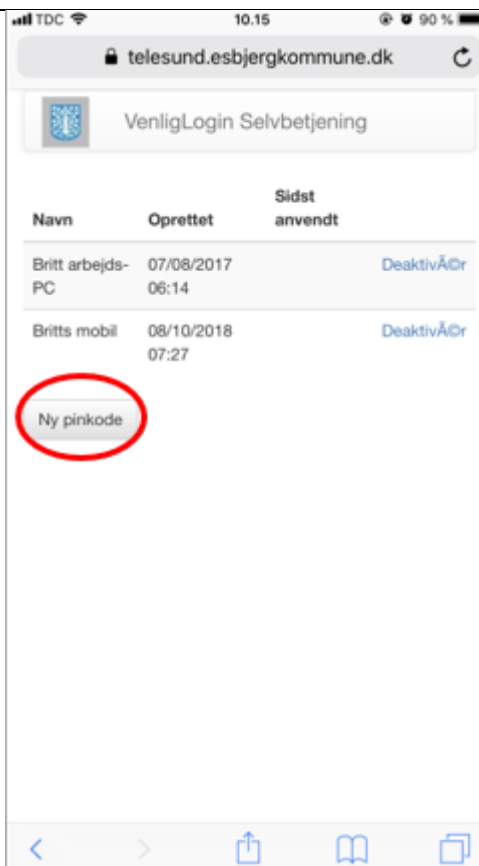 TDC 10.15 90 %
telesund.esbjergkommune.dk
VenligLogin Selvbetjening
Sidst
Navn Oprettet anvendt
Britt arbejds- 07/08/2017 DeaktivÃ©r
PC 06:14
Britts mobil 08/10/2018 DeaktivÃ©r
07:27
Ny pinkode